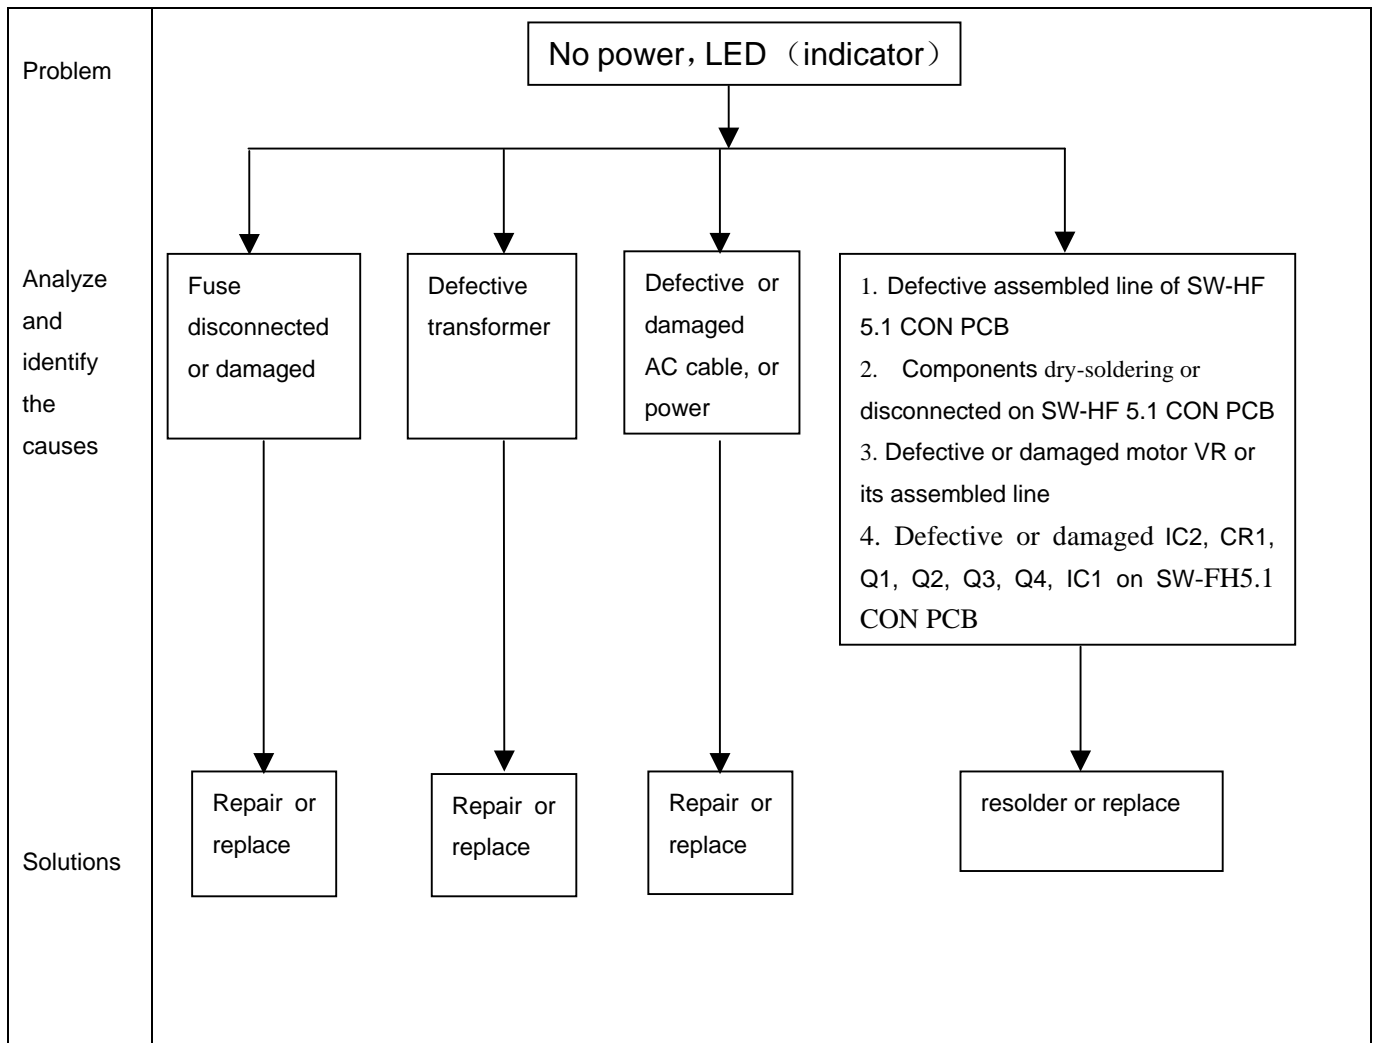 Problem
No power，LED （indicator）
Analyze
and
identify
the
causes
Fuse
disconnected
or damaged
Defective
transformer
Defective or
damaged
AC cable, or
power
1. Defective assembled line of SW-HF
5.1 CON PCB
2. Components dry-soldering or
disconnected on SW-HF 5.1 CON PCB
3. Defective or damaged motor VR or
its assembled line
4. Defective or damaged IC2, CR1,
Q1, Q2, Q3, Q4, IC1 on SW-FH5.1
CON PCB
Solutions
Repair or
replace
Repair or
replace
Repair or
replace
resolder or replace